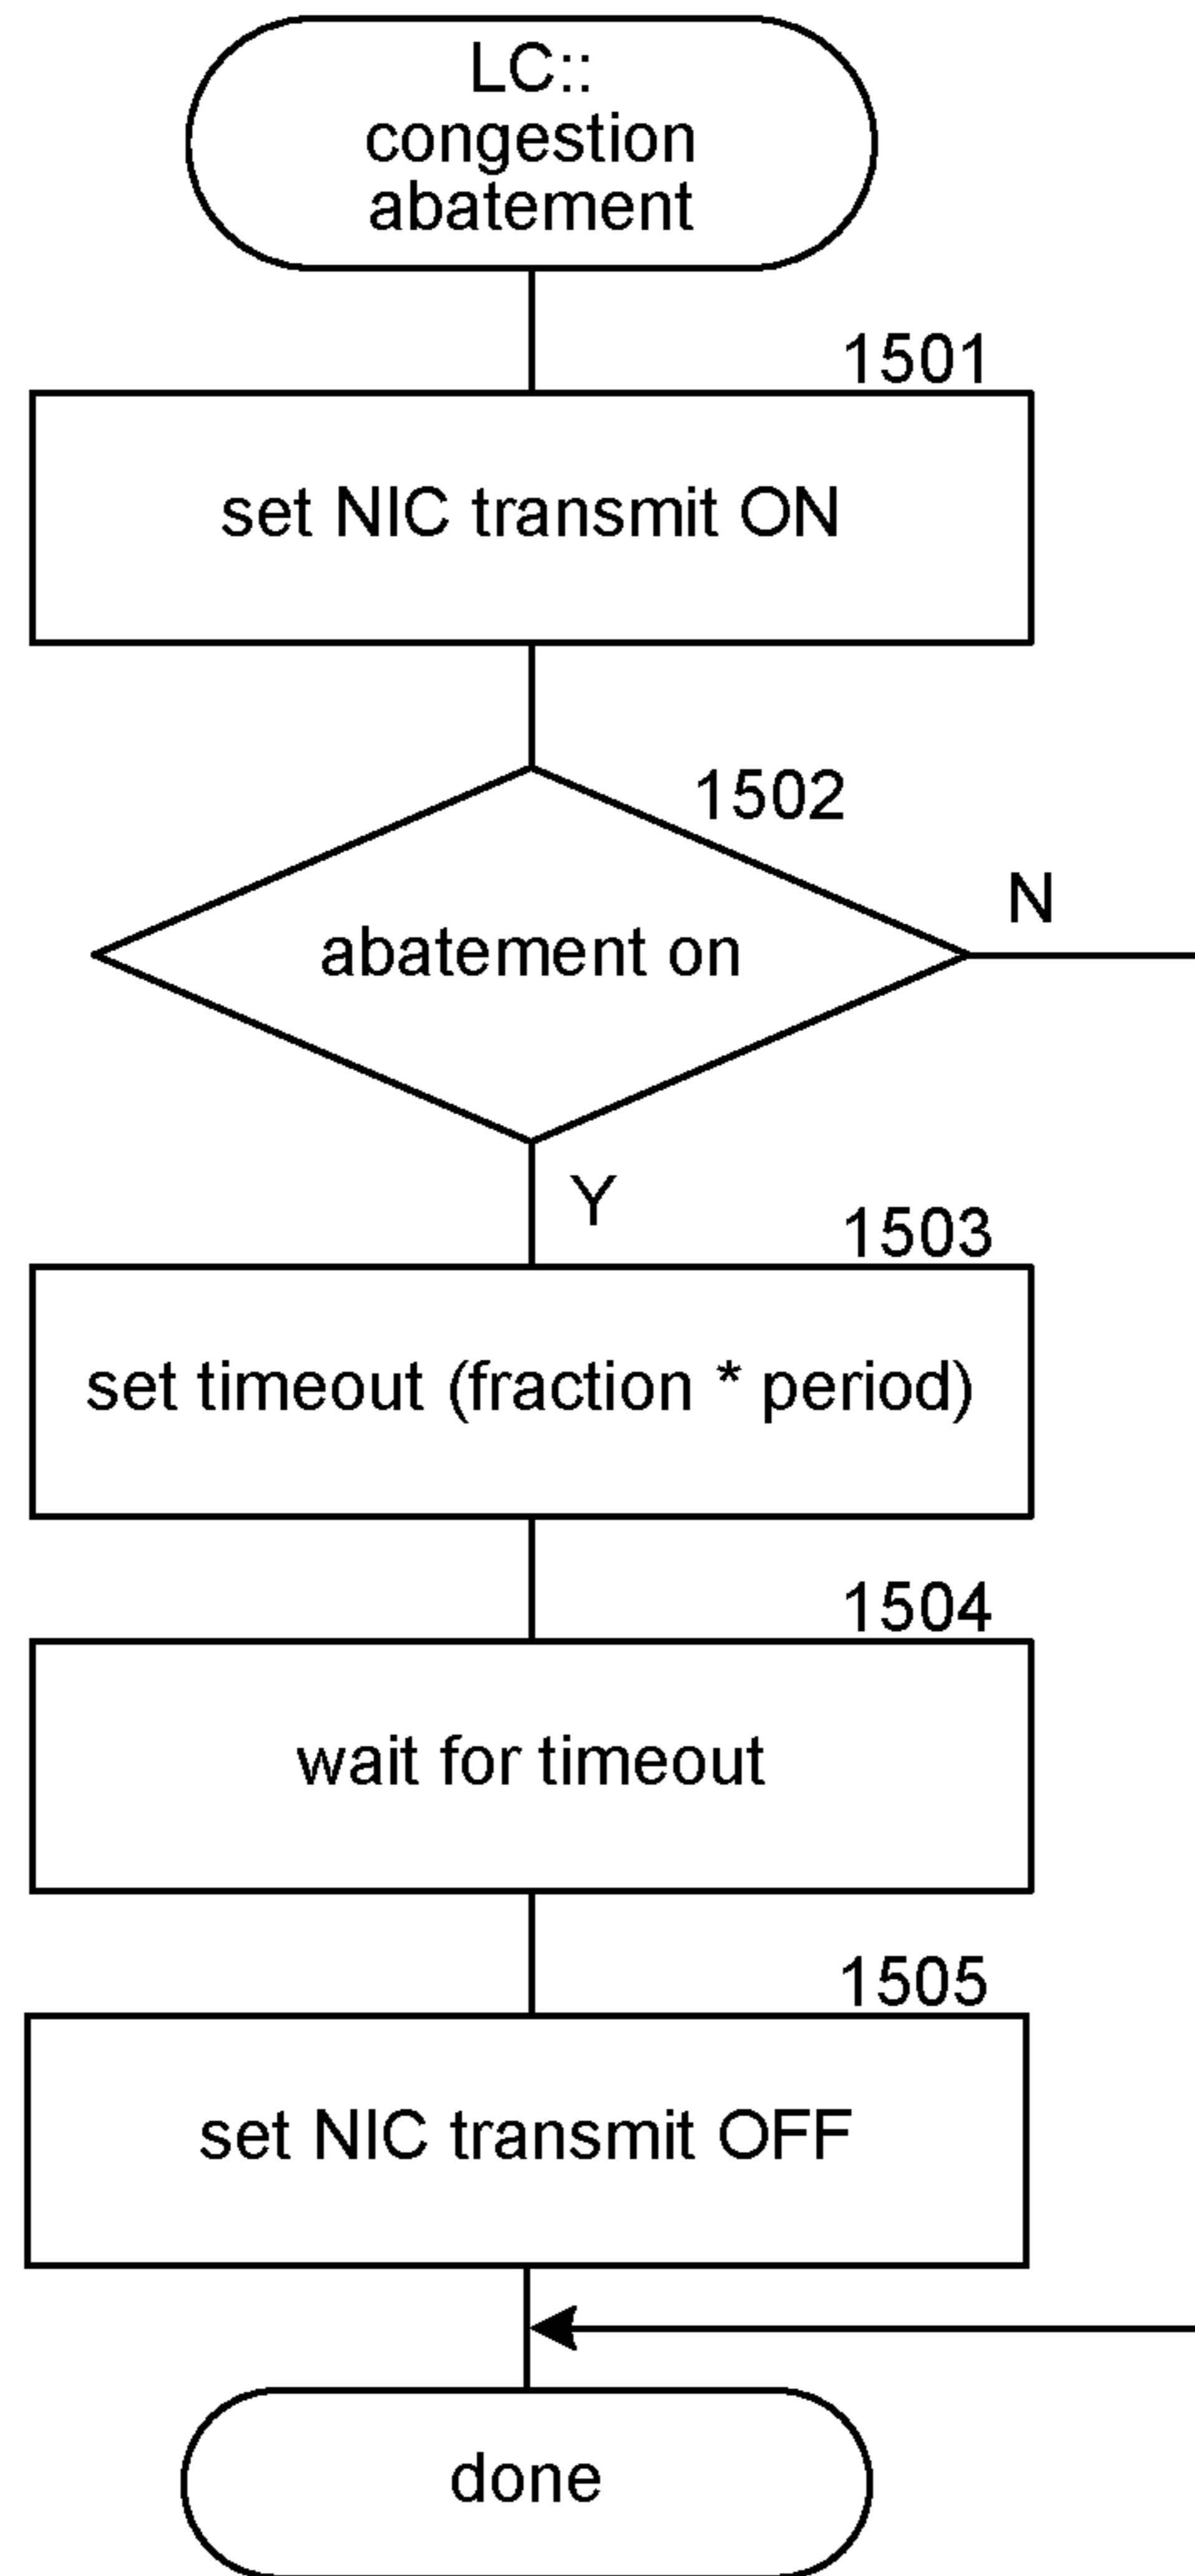 LC::
congestion
abatement
1501
set NIC transmit ON
1502
abatement on
N
Y
1503
set timeout (fraction * period)
1504
wait for timeout
1505
set NIC transmit OFF
done